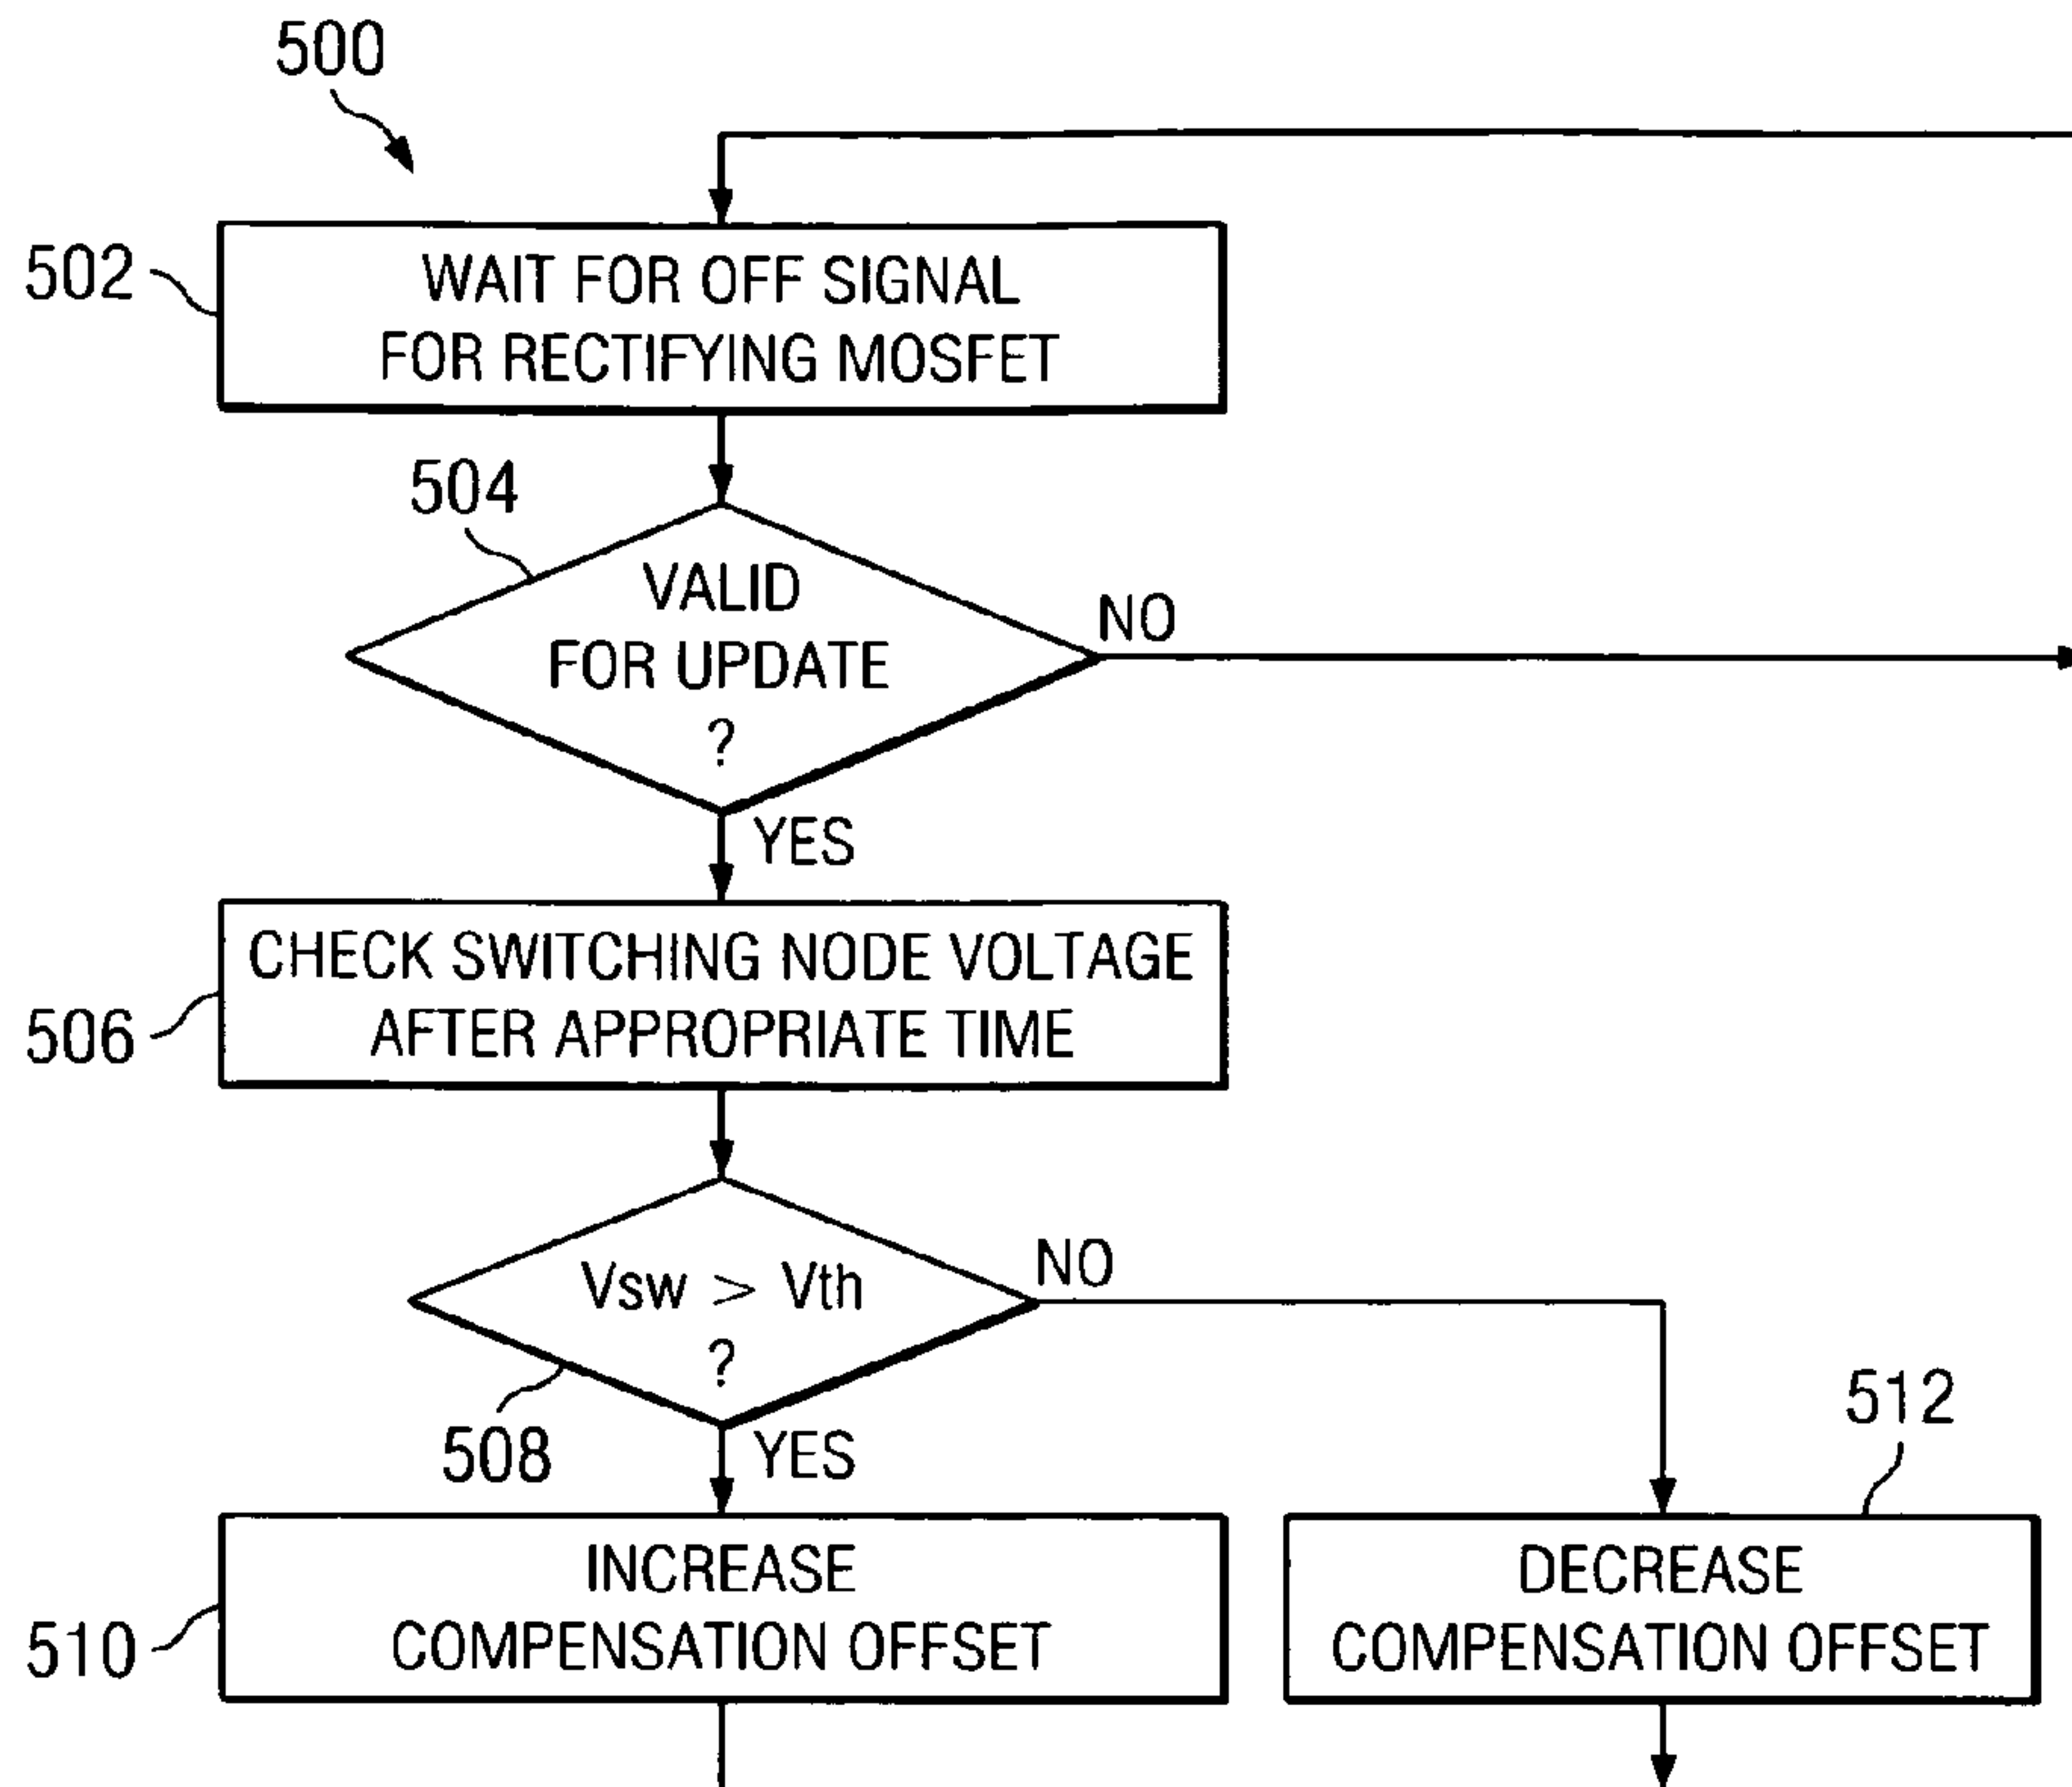 500
502
WAIT FOR OFF SIGNAL
FOR RECTIFYING MOSFET
504
VALID
FOR UPDATE
?
NO
YES
CHECK SWITCHING NODE VOLTAGE
AFTER APPROPRIATE TIME
506
Vsw > Vth
?
NO
508
YES
512
INCREASE
COMPENSATION OFFSET
510
DECREASE
COMPENSATION OFFSET